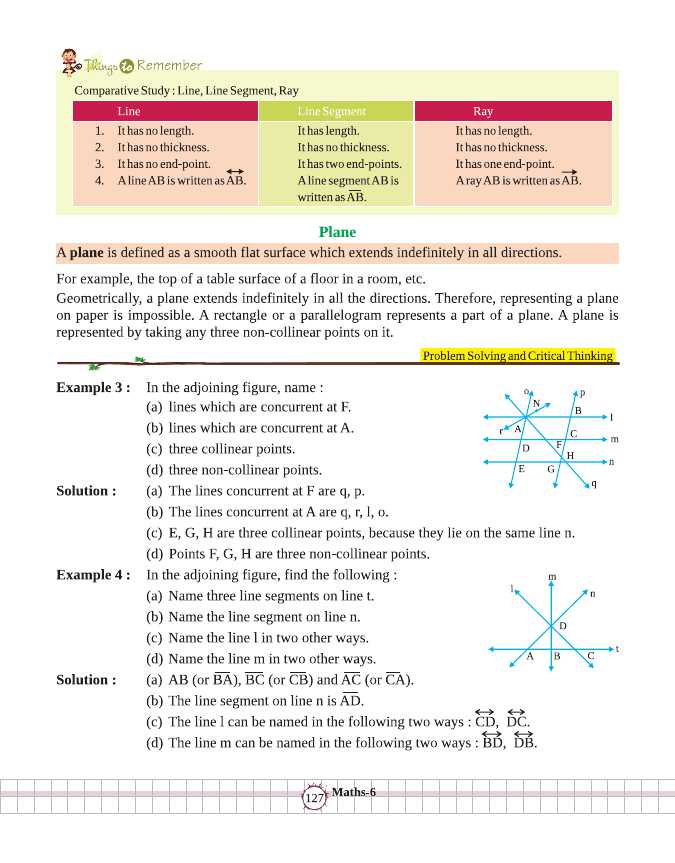 Things to Remember
Comparative Study : Line, Line Segment, Ray
Line Line Segment Ray
1. It has no length. It has length. It has no length.
2. It has no thickness. It has no thickness. It has no thickness.
3. It has no end-point. It has two end-points. It has one end-point.
4. A line AB is written as AB. A line segment AB is A ray AB is written as AB.
written as AB.
Plane
A plane is defined as a smooth flat surface which extends indefinitely in all directions.
For example, the top of a table surface of a floor in a room, etc.
Geometrically, a plane extends indefinitely in all the directions. Therefore, representing a plane
on paper is impossible. A rectangle or a parallelogram represents a part of a plane. A plane is
represented by taking any three non-collinear points on it.
Problem Solving and Critical Thinking
Example 3 : In the adjoining figure, name :
(a) lines which are concurrent at F.
(b) lines which are concurrent at A.
(c) three collinear points.
(d) three non-collinear points.
o p
N B l
r A C m
D F
H n
E G
q
Solution : (a) The lines concurrent at F are q, p.
(b) The lines concurrent at A are q, r, l, o.
(c) E, G, H are three collinear points, because they lie on the same line n.
(d) Points F, G, H are three non-collinear points.
Example 4 : In the adjoining figure, find the following :
(a) Name three line segments on line t.
(b) Name the line segment on line n.
(c) Name the line l in two other ways.
(d) Name the line m in two other ways.
m
l n
D
t
A B C
Solution : (a) AB (or BA), BC (or CB) and AC (or CA).
(b) The line segment on line n is AD.
(c) The line l can be named in the following two ways : CD, DC.
(d) The line m can be named in the following two ways : BD, DB.
127 Maths-6